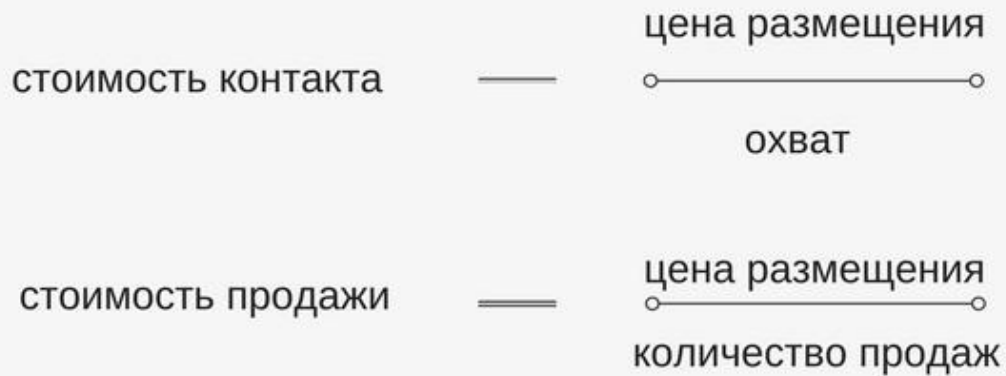 цена размещения
стоимость контакта
охват
цена размещения
стоимость продажи
количество продаж